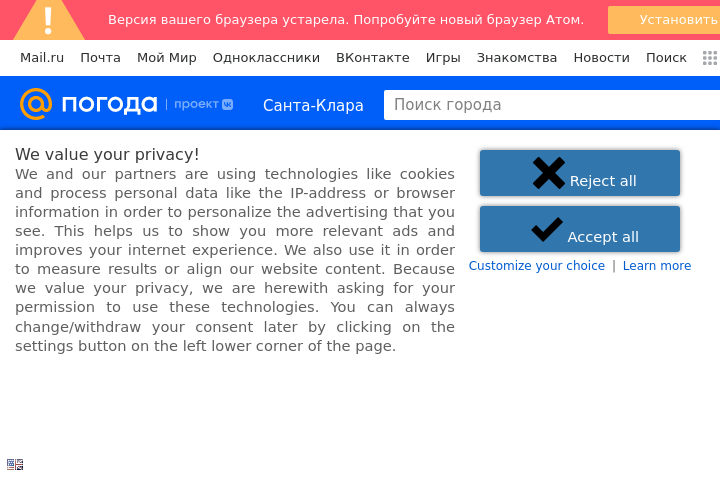 Версия вашего браузера устарела. Попробуйте новый браузер Атом. Установить
Mail.ru Почта Мой Мир Одноклассники ВКонтакте Игры Знакомства Новости Поиск
погода проект Санта-Клара Поиск города
We value your privacy!
We and our partners are using technologies like cookies
and process personal data like the IP-address or browser
information in order to personalize the advertising that you
see. This helps us to show you more relevant ads and
improves your internet experience. We also use it in order
to measure results or align our website content. Because
we value your privacy, we are herewith asking for your
permission to use these technologies. You can always
change/withdraw your consent later by clicking on the
settings button on the left lower corner of the page.
Reject all
Accept all
Customize your choice | Learn more